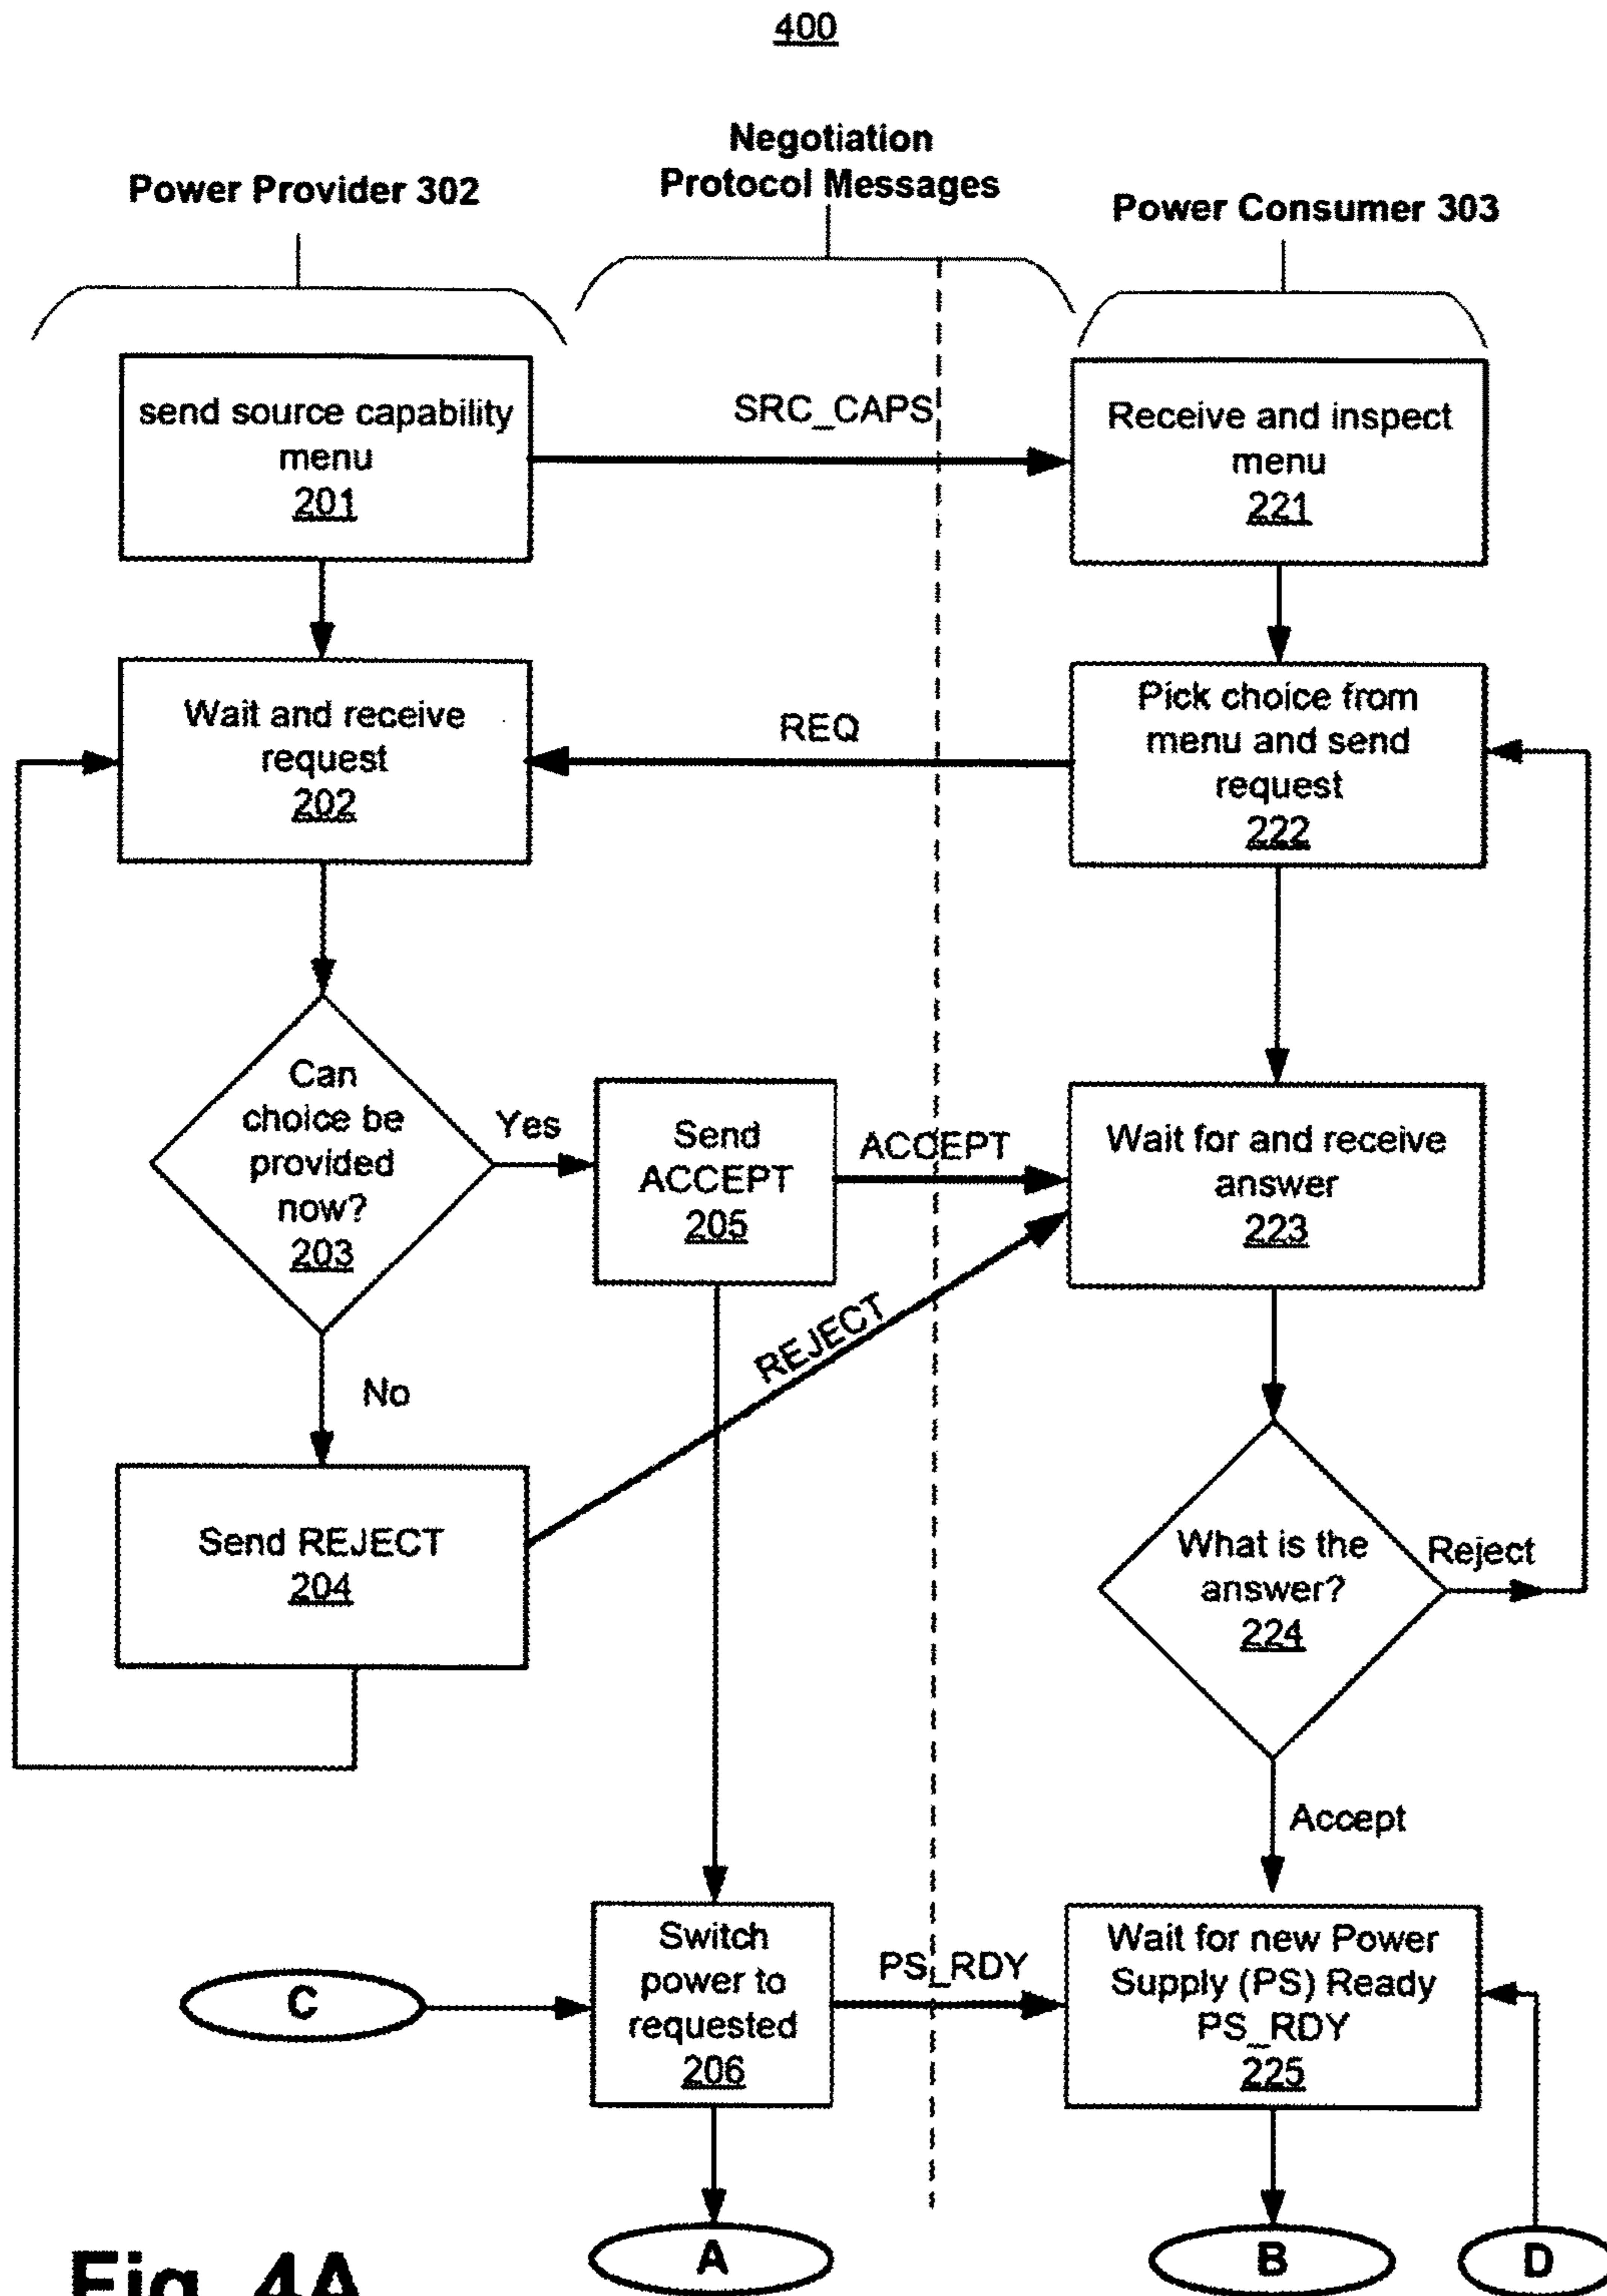 400
Negotiation
Protocol Messages
Power Provider 302
Power Consumer 303
send source capability
menu
201
SRC_CAPS
Receive and inspect
menu
221
Wait and receive
request
202
REQ
Pick choice from
menu and send
request
222
Can
choice be
provided
now?
203
Yes
Send
ACCEPT
205
ACCEPT
Wait for and receive
answer
223
REJECT
No
Send REJECT
204
What is the
answer?
224
Reject
Accept
C
Switch
power to
requested
206
PS_RDY
Wait for new Power
Supply (PS) Ready
PS_RDY
225
A
B
D
Fig. 4A